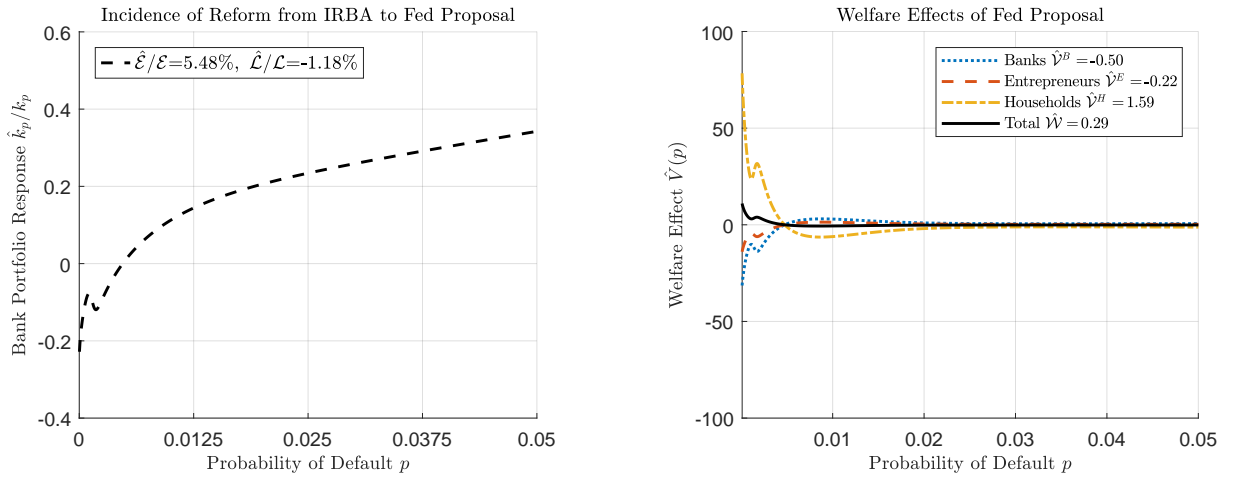 Incidence of Reform from IRBA to Fed Proposal
0.6
0.4
0.2
0
-0.2
-0.4
Bank Portfolio Response k̂_p/k_p
Ê/E=5.48%, L̂/L=-1.18%
0
0.0125
0.025
0.0375
0.05
Probability of Default p
Welfare Effects of Fed Proposal
100
50
0
-50
-100
Welfare Effect V̂(p)
Banks V̂^B=-0.50
Entrepreneurs V̂^E=-0.22
Households V̂^H=1.59
Total Ŵ=0.29
0.01
0.02
0.03
0.04
0.05
Probability of Default p